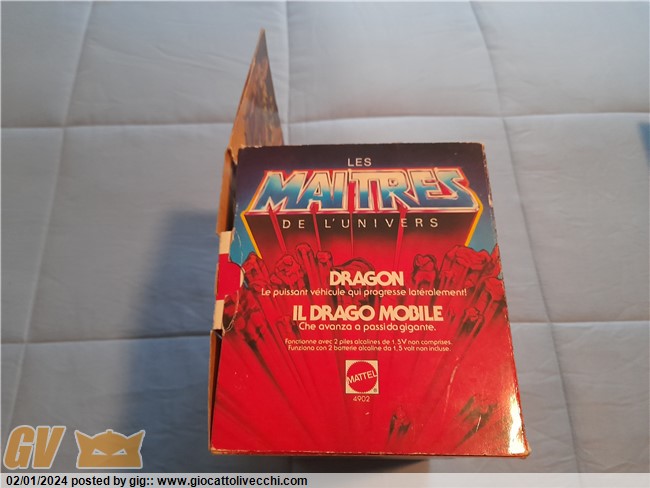 LES
MAITRES
DE L'UNIVERS
DRAGON
Le puissant véhicule qui progresse latéralement!
IL DRAGO MOBILE
Che avanza a passi da gigante.
Fonctionne avec 2 piles alcalines de 1,5V non comprises.
Funziona con 2 batterie alcaline da 1,5 volt non incluse.
MATTEL
4902
GV
02/01/2024 posted by gig:: www.giocattolivecchi.com